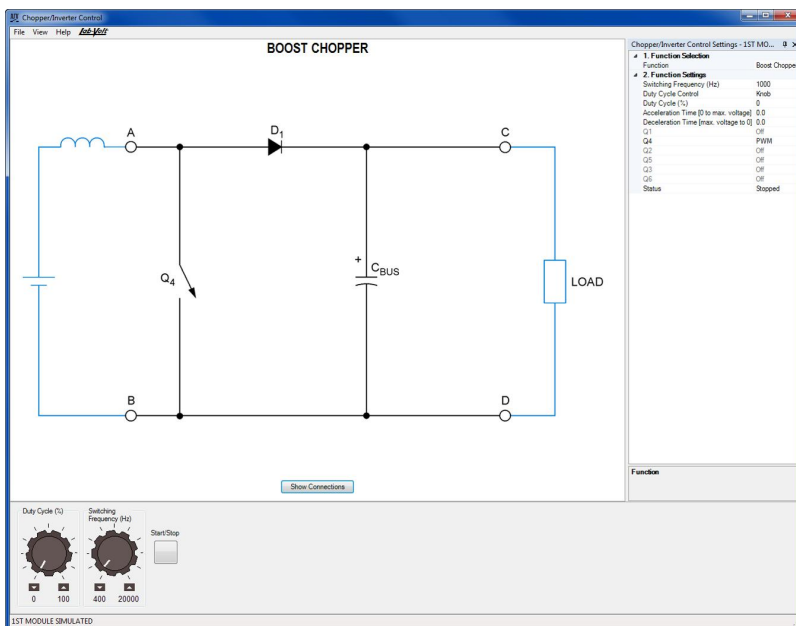 Chopper/Inverter Control
File View Help Lab-Volt
BOOST CHOPPER
A
D1
C
Q4
+
CBUS
LOAD
B
D
Show Connections
Chopper/Inverter Control Settings - 1ST MO...
1. Function Selection
Function Boost Chopper
2. Function Settings
Switching Frequency (Hz) 1000
Duty Cycle Control Knob
Duty Cycle (%) 0
Acceleration Time [0 to max. voltage] 0.0
Deceleration Time [max. voltage to 0] 0.0
Q1 Off
Q4 PWM
Q2 Off
Q5 Off
Q3 Off
Q6 Off
Status Stopped
Function
Duty Cycle (%)
0 100
Switching
Frequency (Hz)
400 20000
Start/Stop
1ST MODULE SIMULATED